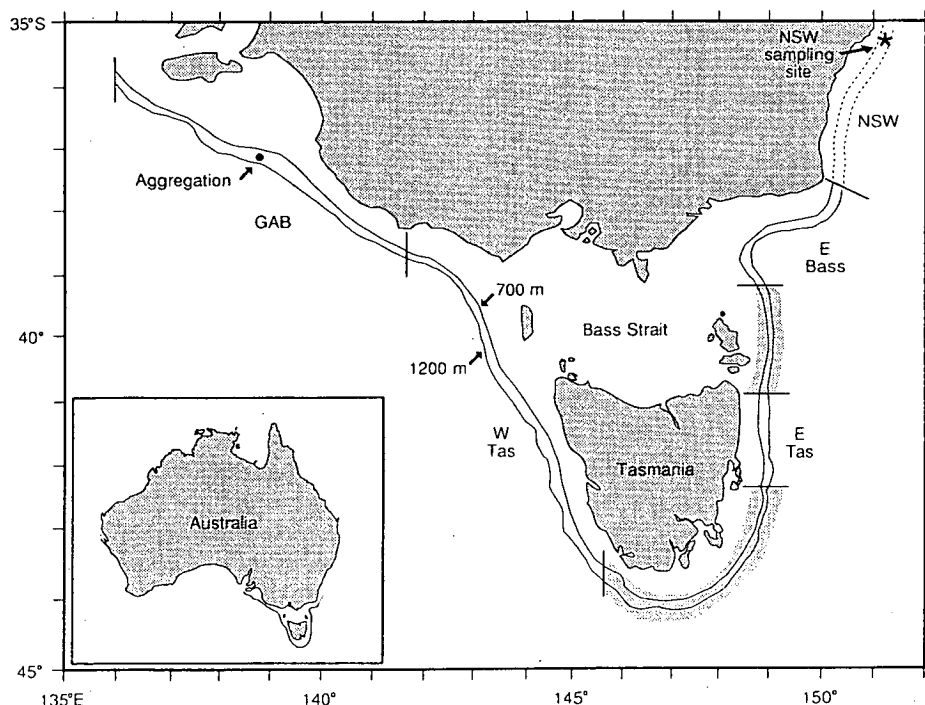 35°S
NSW
sampling
site
NSW
Aggregation
GAB
E
Bass
700 m
Bass Strait
40°
1200 m
W
Tas
E
Tas
Tasmania
Australia
45°
135°E
140°
145°
150°